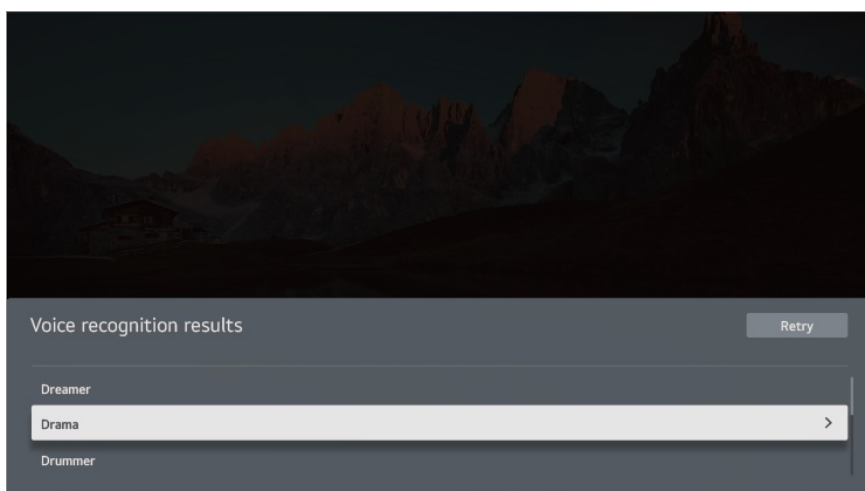 Voice recognition results
Retry
Dreamer
Drama
Drummer